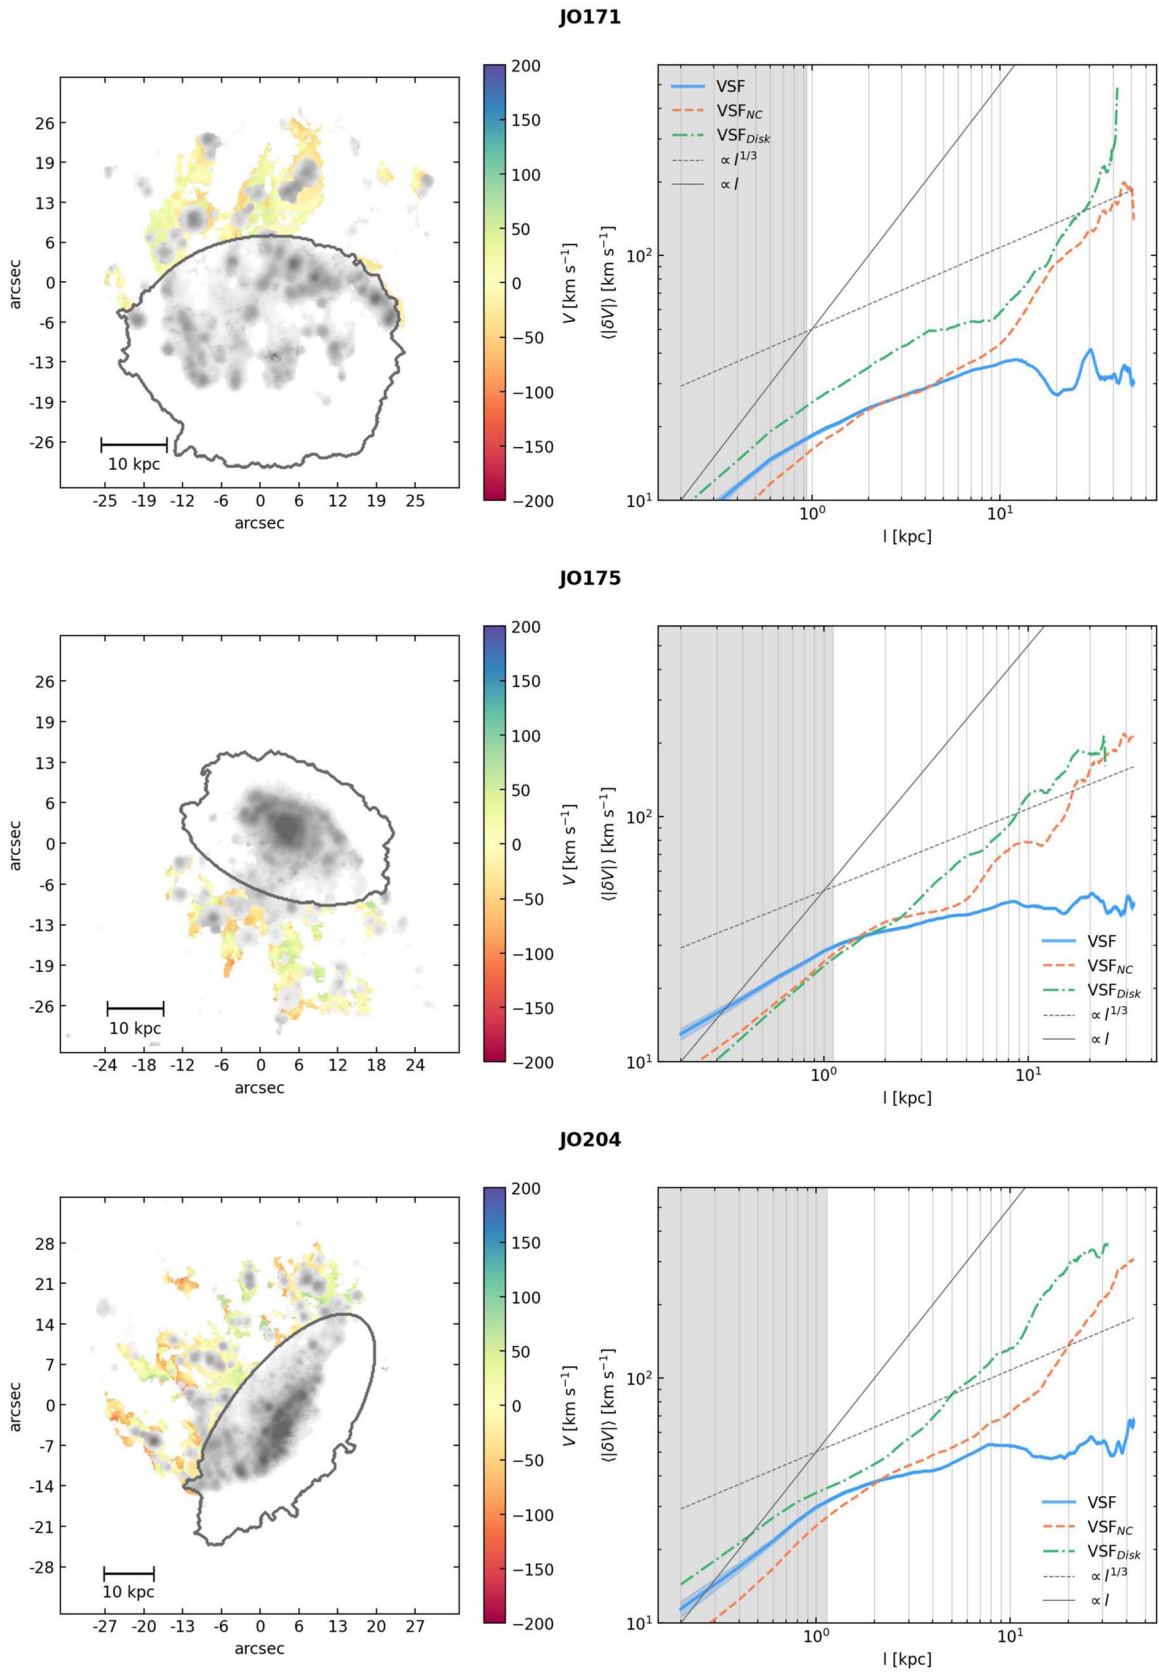 JO171
26
19
13
6
0
-6
-13
-19
-26
arcsec
10 kpc
-25 -19 -12 -6 0 6 12 19 25
arcsec
200
150
100
50
0
−50
−100
−150
−200
V [km s⁻¹]
⟨|δV|⟩ [km s⁻¹]
10²
10¹
VSF
VSF_NC
VSF_Disk
∝ l^{1/3}
∝ l
10⁰ 10¹
l [kpc]
JO175
26
19
13
6
0
-6
-13
-19
-26
arcsec
10 kpc
-24 -18 -12 -6 0 6 12 18 24
arcsec
200
150
100
50
0
−50
−100
−150
−200
V [km s⁻¹]
⟨|δV|⟩ [km s⁻¹]
10²
10¹
VSF
VSF_NC
VSF_Disk
∝ l^{1/3}
∝ l
10⁰ 10¹
l [kpc]
JO204
28
21
14
7
0
-7
-14
-21
-28
arcsec
10 kpc
-27 -20 -13 -6 0 6 13 20 27
arcsec
200
150
100
50
0
−50
−100
−150
−200
V [km s⁻¹]
⟨|δV|⟩ [km s⁻¹]
10²
10¹
VSF
VSF_NC
VSF_Disk
∝ l^{1/3}
∝ l
10⁰ 10¹
l [kpc]